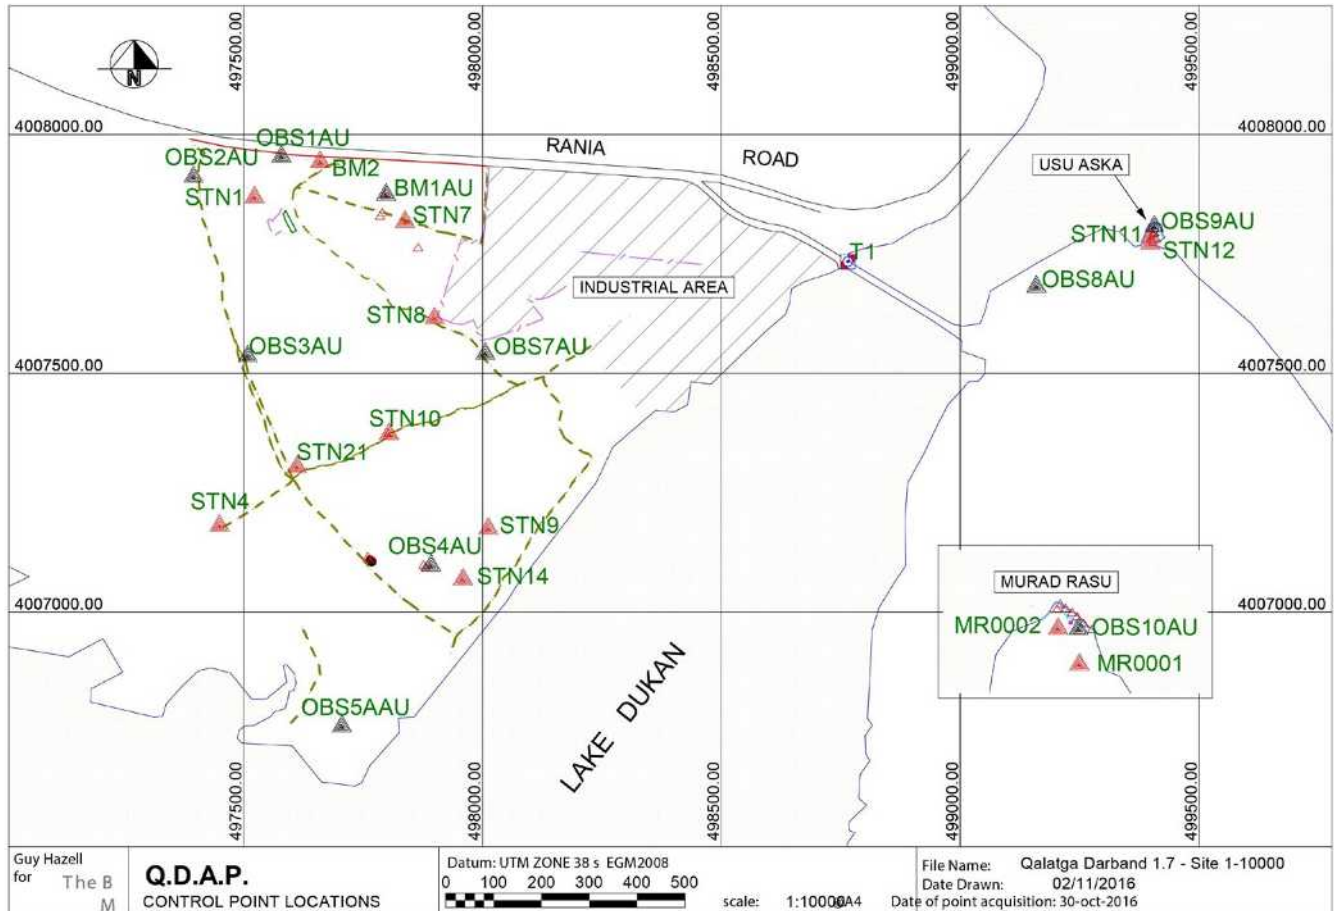 497500.00
498000.00
498500.00
499000.00
499500.00
N
4008000.00
4008000.00
OBS1AU
RANIA
ROAD
OBS2AU
BM2
USU ASKA
STN1
BM1AU
STN7
OBS9AU
STN11
STN12
T1
OBS8AU
INDUSTRIAL AREA
STN8
OBS3AU
OBS7AU
4007500.00
4007500.00
STN10
STN21
STN4
STN9
OBS4AU
STN14
MURAD RASU
4007000.00
4007000.00
MR0002
OBS10AU
MR0001
OBS5AAU
LAKE DUKAN
497500.00
498000.00
498500.00
499000.00
499500.00
Guy Hazell
for The B
M
Q.D.A.P.
CONTROL POINT LOCATIONS
Datum: UTM ZONE 38 s EGM2008
0 100 200 300 400 500
scale: 1:10000@A4
File Name: Qalatga Darband 1.7 - Site 1-10000
Date Drawn: 02/11/2016
Date of point acquisition: 30-oct-2016